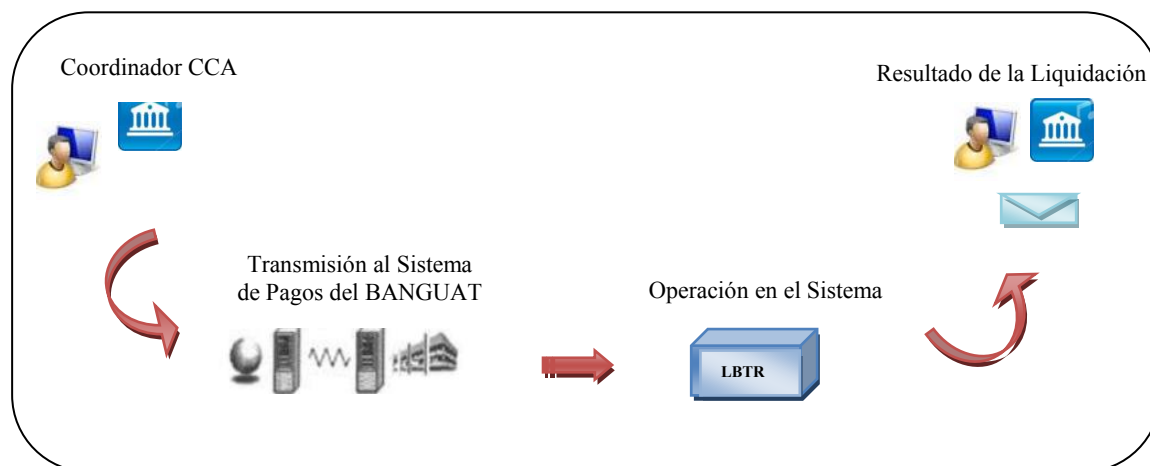 Coordinador CCA
Resultado de la Liquidación
Transmisión al Sistema
de Pagos del BANGUAT
Operación en el Sistema
LBTR